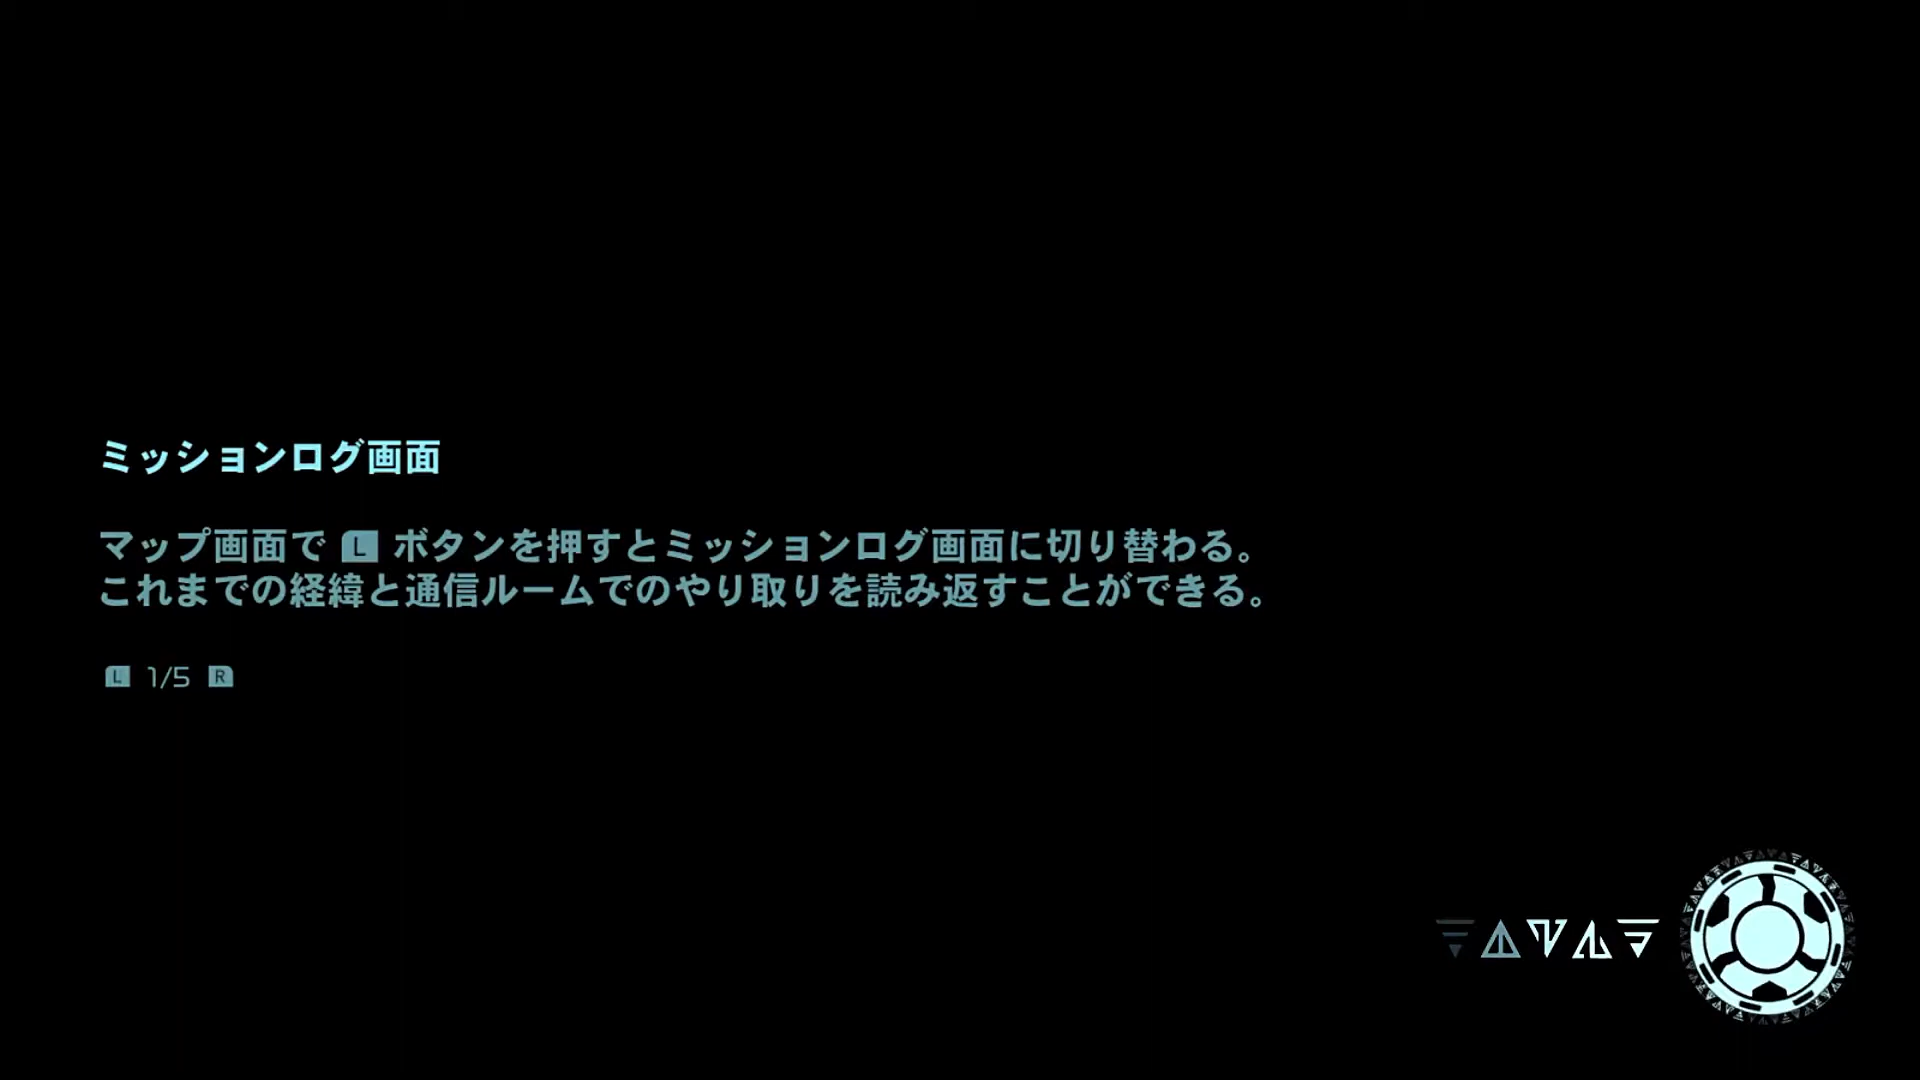 ミッションログ画面
マップ画面で L ボタンを押すとミッションログ画面に切り替わる。
これまでの経緯と通信ルームでのやり取りを読み返すことができる。
L 1/5 R